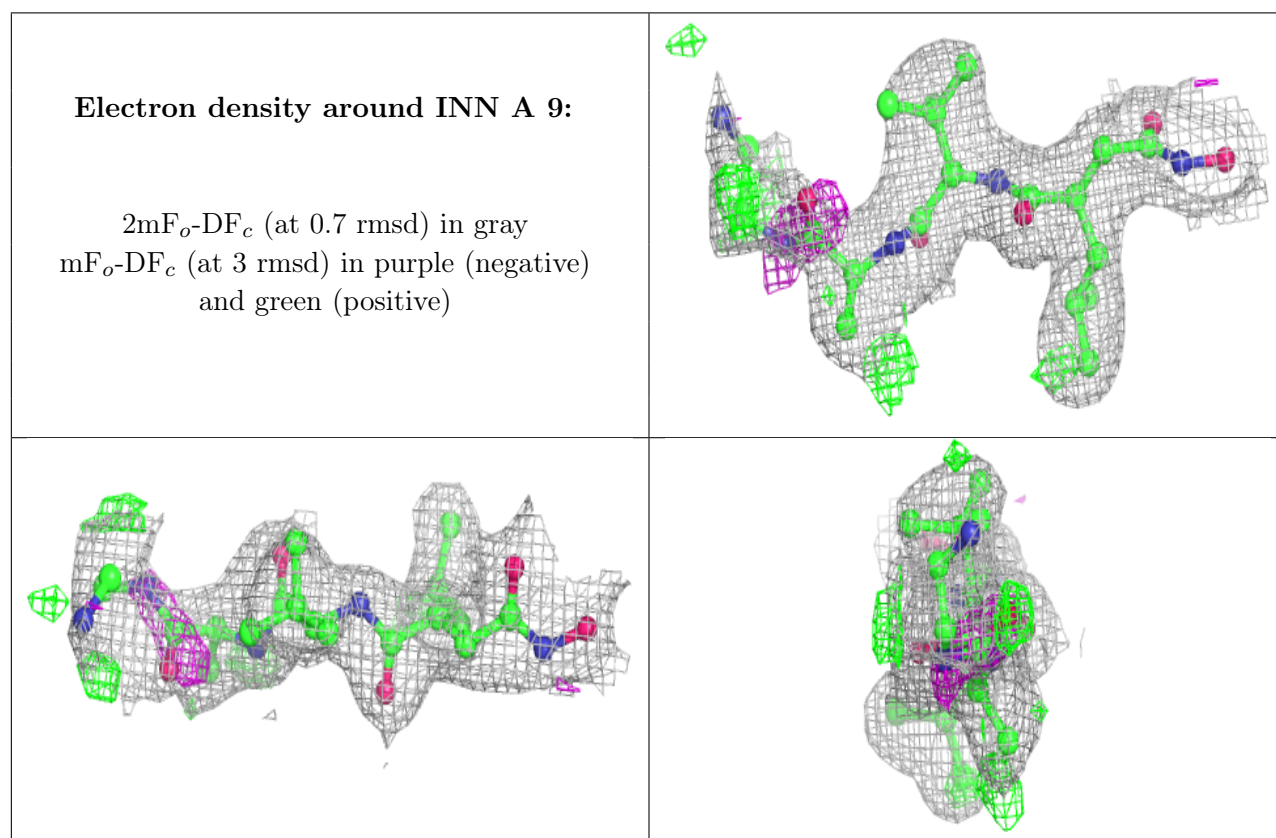 Electron density around INN A 9:
2mFo-DFc (at 0.7 rmsd) in gray
mFo-DFc (at 3 rmsd) in purple (negative)
and green (positive)